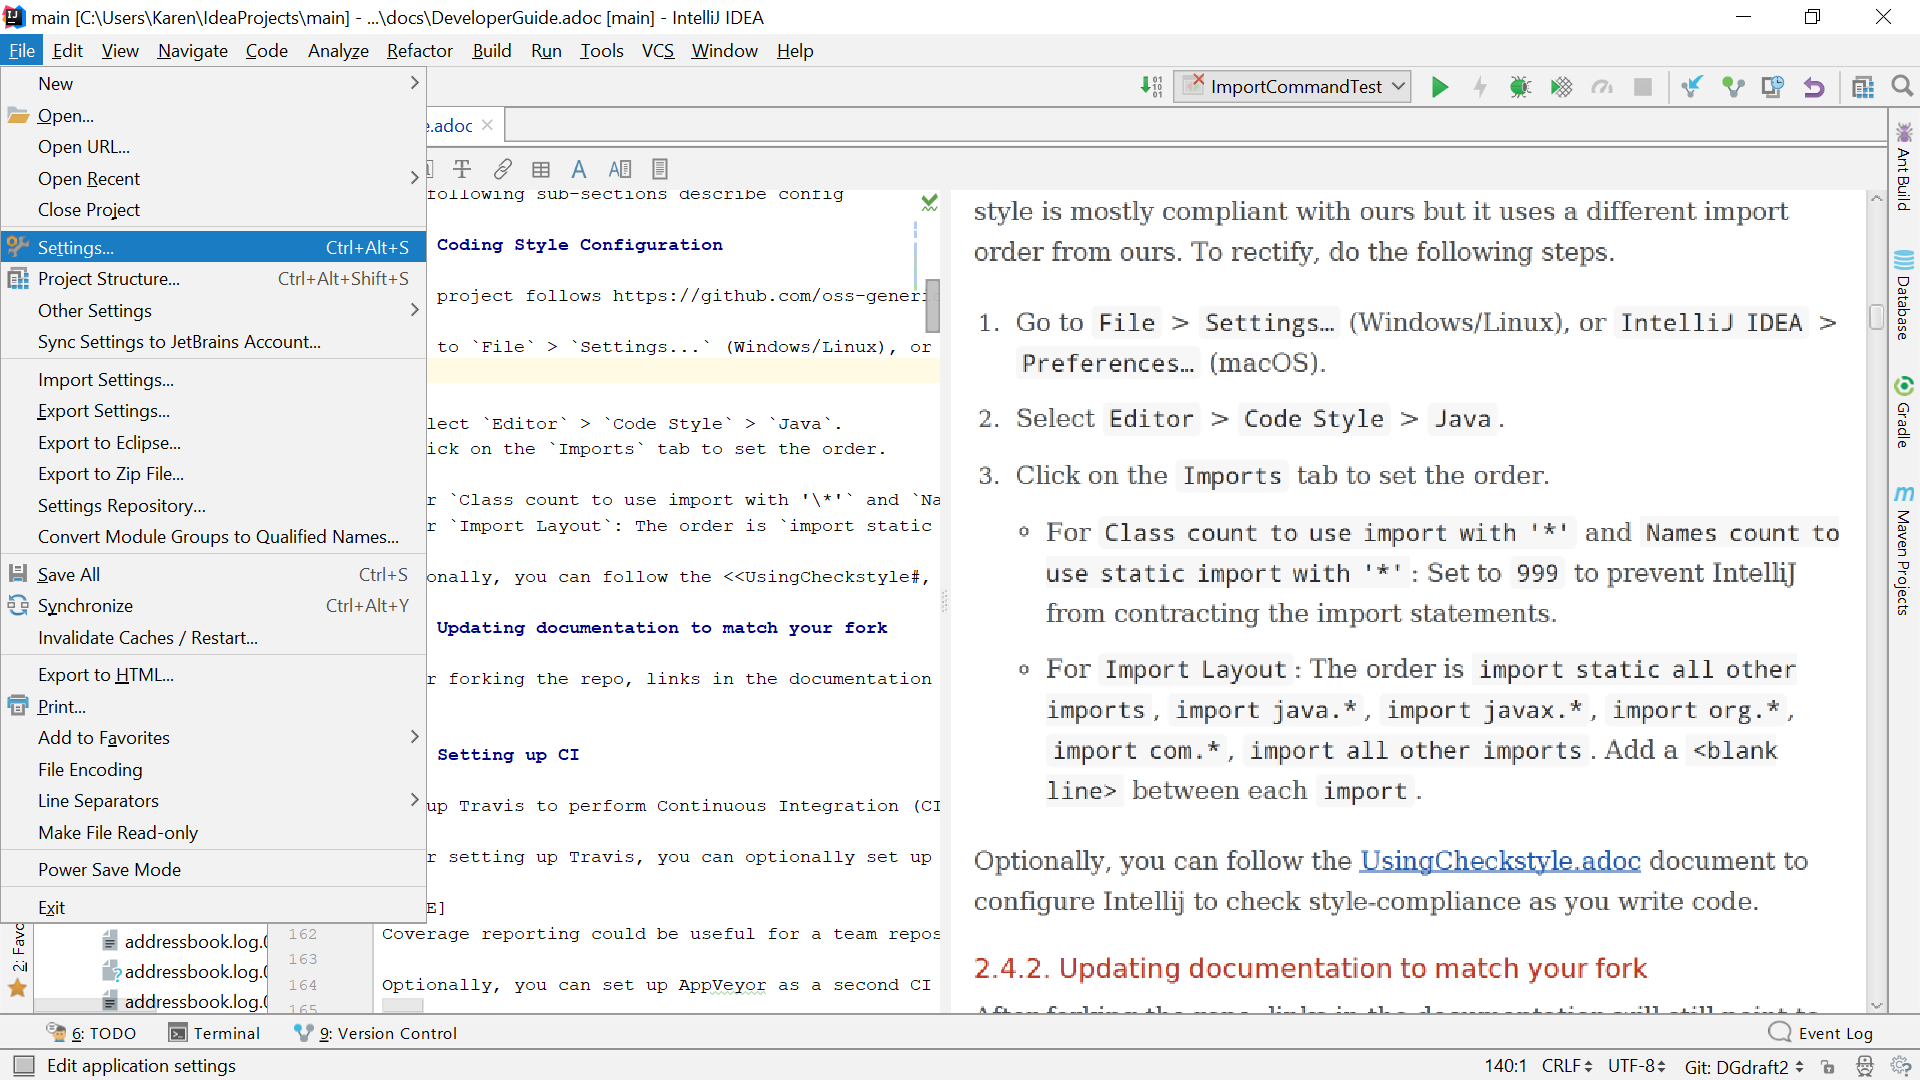 main [C:\Users\Karen\IdeaProjects\main] - ...\docs\DeveloperGuide.adoc [main] - IntelliJ IDEA
File Edit View Navigate Code Analyze Refactor Build Run Tools VCS Window Help
ImportCommandTest
New
Open...
Open URL...
Open Recent
Close Project
Settings... Ctrl+Alt+S
Project Structure... Ctrl+Alt+Shift+S
Other Settings
Sync Settings to JetBrains Account...
Import Settings...
Export Settings...
Export to Eclipse...
Export to Zip File...
Settings Repository...
Convert Module Groups to Qualified Names...
Save All Ctrl+S
Synchronize Ctrl+Alt+Y
Invalidate Caches / Restart...
Export to HTML...
Print...
Add to Favorites
File Encoding
Line Separators
Make File Read-only
Power Save Mode
Exit
e.adoc
following sub-sections describe config
Coding Style Configuration
project follows https://github.com/oss-generi
to `File` > `Settings...` (Windows/Linux), or
lect `Editor` > `Code Style` > `Java`.
ick on the `Imports` tab to set the order.
r `Class count to use import with '\*'` and `Na
r `Import Layout`: The order is `import static
onally, you can follow the <<UsingCheckstyle#,
Updating documentation to match your fork
r forking the repo, links in the documentation
Setting up CI
up Travis to perform Continuous Integration (CI
r setting up Travis, you can optionally set up
E]
162 Coverage reporting could be useful for a team repos
163
164 Optionally, you can set up AppVeyor as a second CI
165
addressbook.log.0
addressbook.log.0
addressbook.log.0
2: Favo
style is mostly compliant with ours but it uses a different import
order from ours. To rectify, do the following steps.
1. Go to File > Settings… (Windows/Linux), or IntelliJ IDEA >
Preferences… (macOS).
2. Select Editor > Code Style > Java.
3. Click on the Imports tab to set the order.
For Class count to use import with '*' and Names count to
use static import with '*': Set to 999 to prevent IntelliJ
from contracting the import statements.
For Import Layout: The order is import static all other
imports, import java.*, import javax.*, import org.*,
import com.*, import all other imports. Add a <blank
line> between each import.
Optionally, you can follow the UsingCheckstyle.adoc document to
configure Intellij to check style-compliance as you write code.
2.4.2. Updating documentation to match your fork
After forking the repo, links in the documentation will still point to
Ant Build
Database
Gradle
m Maven Projects
6: TODO Terminal 9: Version Control Event Log
Edit application settings 140:1 CRLF UTF-8 Git: DGdraft2